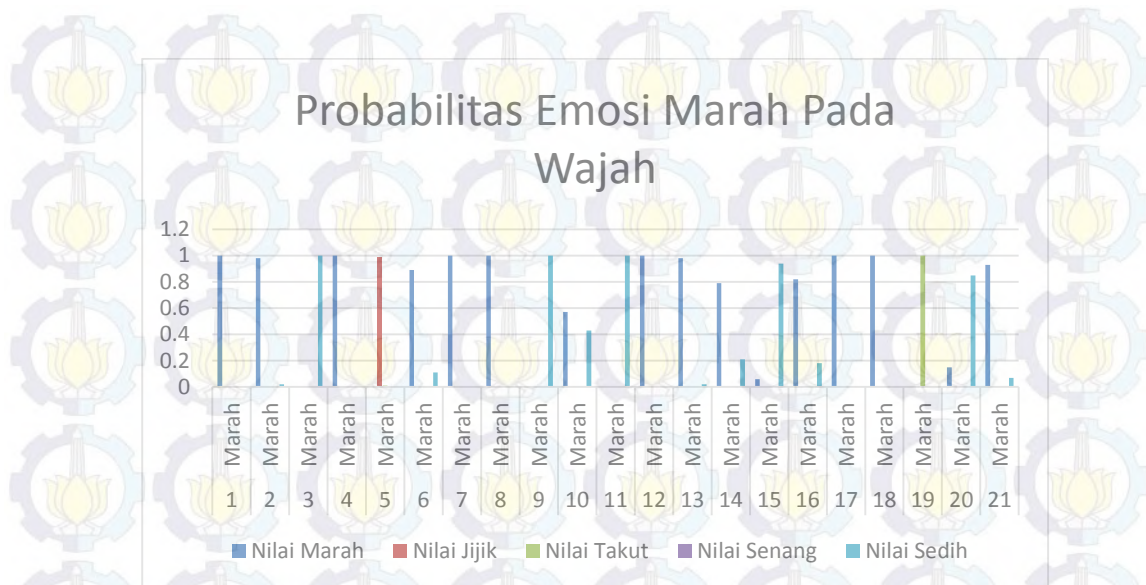 Probabilitas Emosi Marah Pada
Wajah
1.2
1
0.8
0.6
0.4
0.2
0
Marah Marah Marah Marah Marah Marah Marah Marah Marah Marah Marah Marah Marah Marah Marah Marah Marah Marah Marah Marah Marah
1 2 3 4 5 6 7 8 9 10 11 12 13 14 15 16 17 18 19 20 21
Nilai Marah Nilai Jijik Nilai Takut Nilai Senang Nilai Sedih